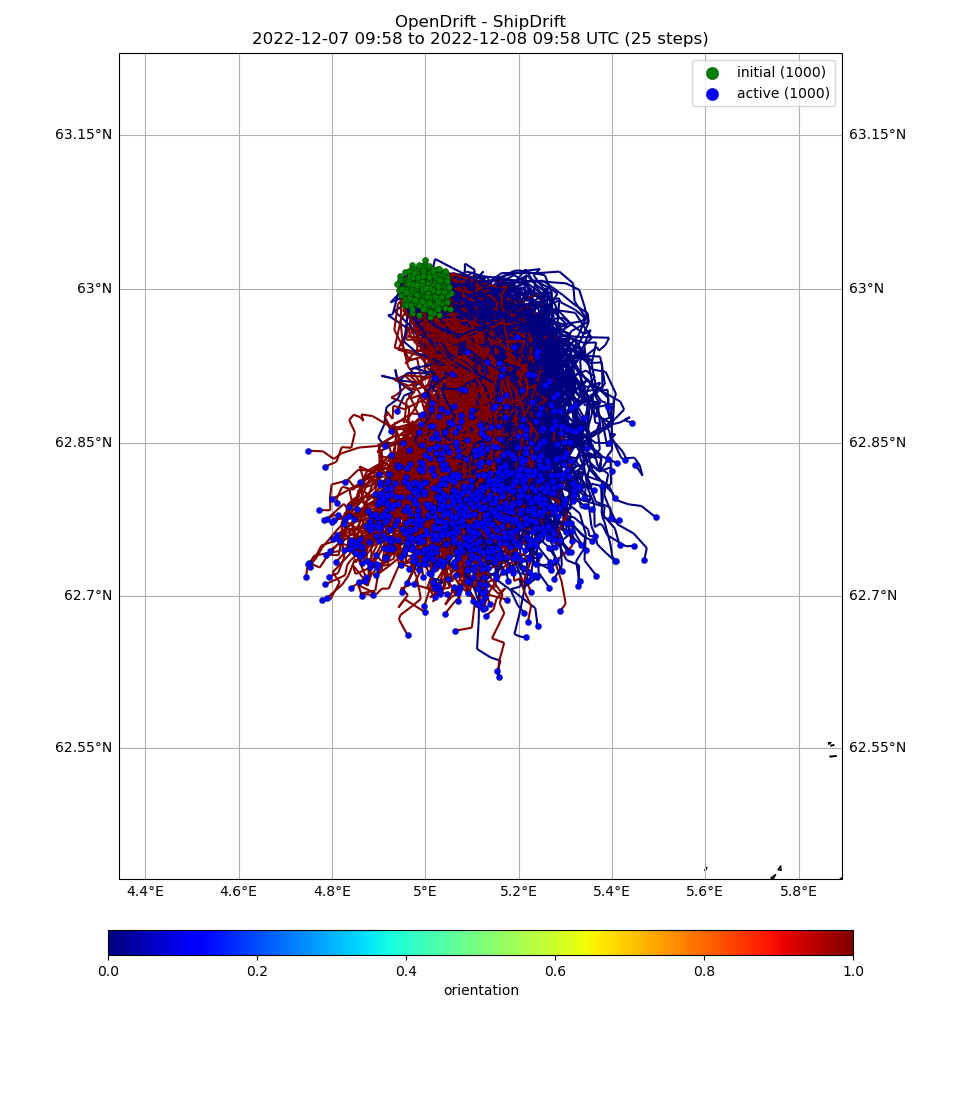 OpenDrift - ShipDrift
2022-12-07 09:58 to 2022-12-08 09:58 UTC (25 steps)
initial (1000)
active (1000)
63.15°N 63.15°N
63°N 63°N
62.85°N 62.85°N
62.7°N 62.7°N
62.55°N 62.55°N
4.4°E 4.6°E 4.8°E 5°E 5.2°E 5.4°E 5.6°E 5.8°E
0.0 0.2 0.4 0.6 0.8 1.0
orientation